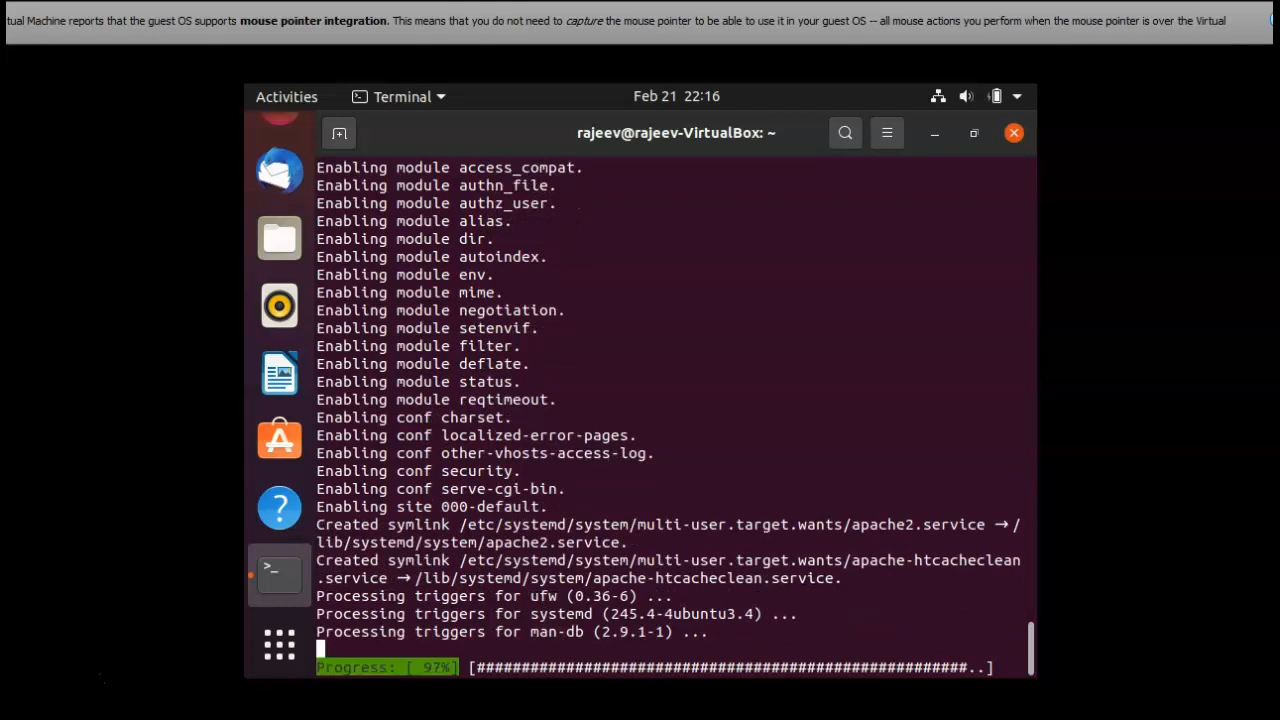 tual Machine reports that the guest OS supports mouse pointer integration. This means that you do not need to capture the mouse pointer to be able to use it in your guest OS -- all mouse actions you perform when the mouse pointer is over the Virtual
Activities Terminal Feb 21 22:16
rajeev@rajeev-VirtualBox: ~
Enabling module access_compat.
Enabling module authn_file.
Enabling module authz_user.
Enabling module alias.
Enabling module dir.
Enabling module autoindex.
Enabling module env.
Enabling module mime.
Enabling module negotiation.
Enabling module setenvif.
Enabling module filter.
Enabling module deflate.
Enabling module status.
Enabling module reqtimeout.
Enabling conf charset.
Enabling conf localized-error-pages.
Enabling conf other-vhosts-access-log.
Enabling conf security.
Enabling conf serve-cgi-bin.
Enabling site 000-default.
Created symlink /etc/systemd/system/multi-user.target.wants/apache2.service → /
lib/systemd/system/apache2.service.
Created symlink /etc/systemd/system/multi-user.target.wants/apache-htcacheclean
.service → /lib/systemd/system/apache-htcacheclean.service.
Processing triggers for ufw (0.36-6) ...
Processing triggers for systemd (245.4-4ubuntu3.4) ...
Processing triggers for man-db (2.9.1-1) ...
Progress: [ 97%] [#######################################################..]